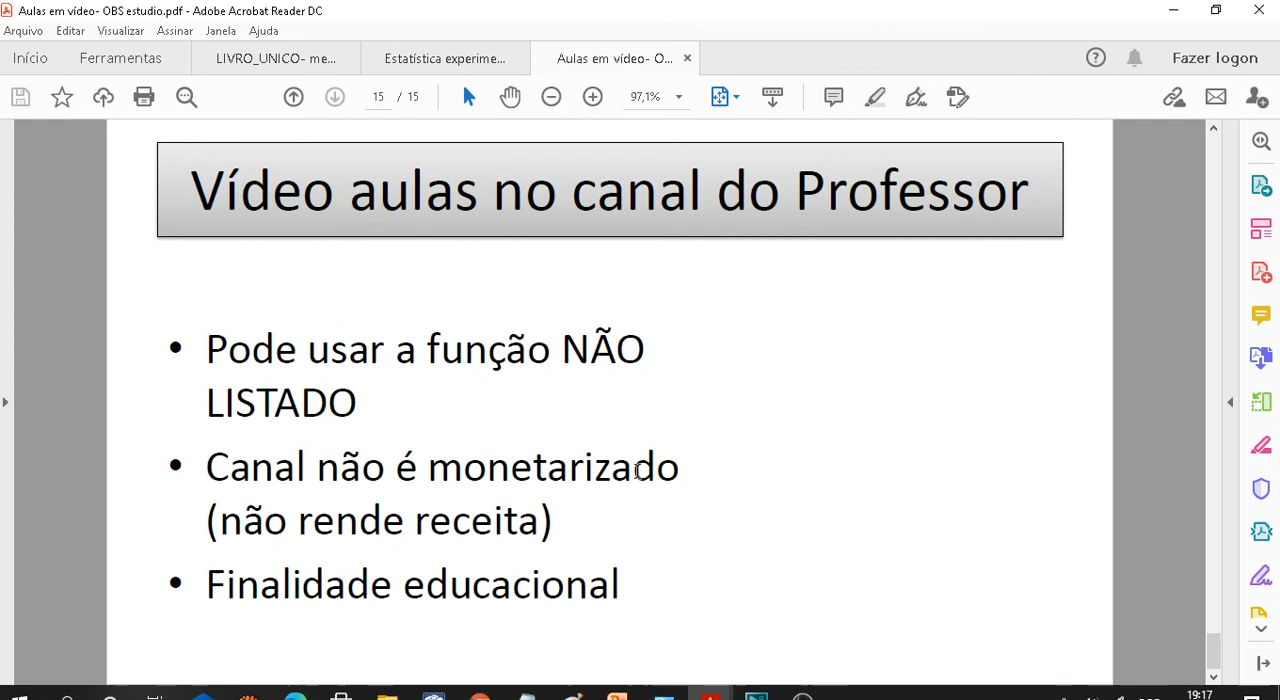 Aulas em vídeo- OBS estudio.pdf - Adobe Acrobat Reader DC
Arquivo Editar Visualizar Assinar Janela Ajuda
Início Ferramentas LIVRO_UNICO- me... Estatística experime... Aulas em vídeo- O... Fazer logon
15 / 15 97,1%
Vídeo aulas no canal do Professor
• Pode usar a função NÃO
LISTADO
• Canal não é monetarizado
(não rende receita)
• Finalidade educacional
19:17